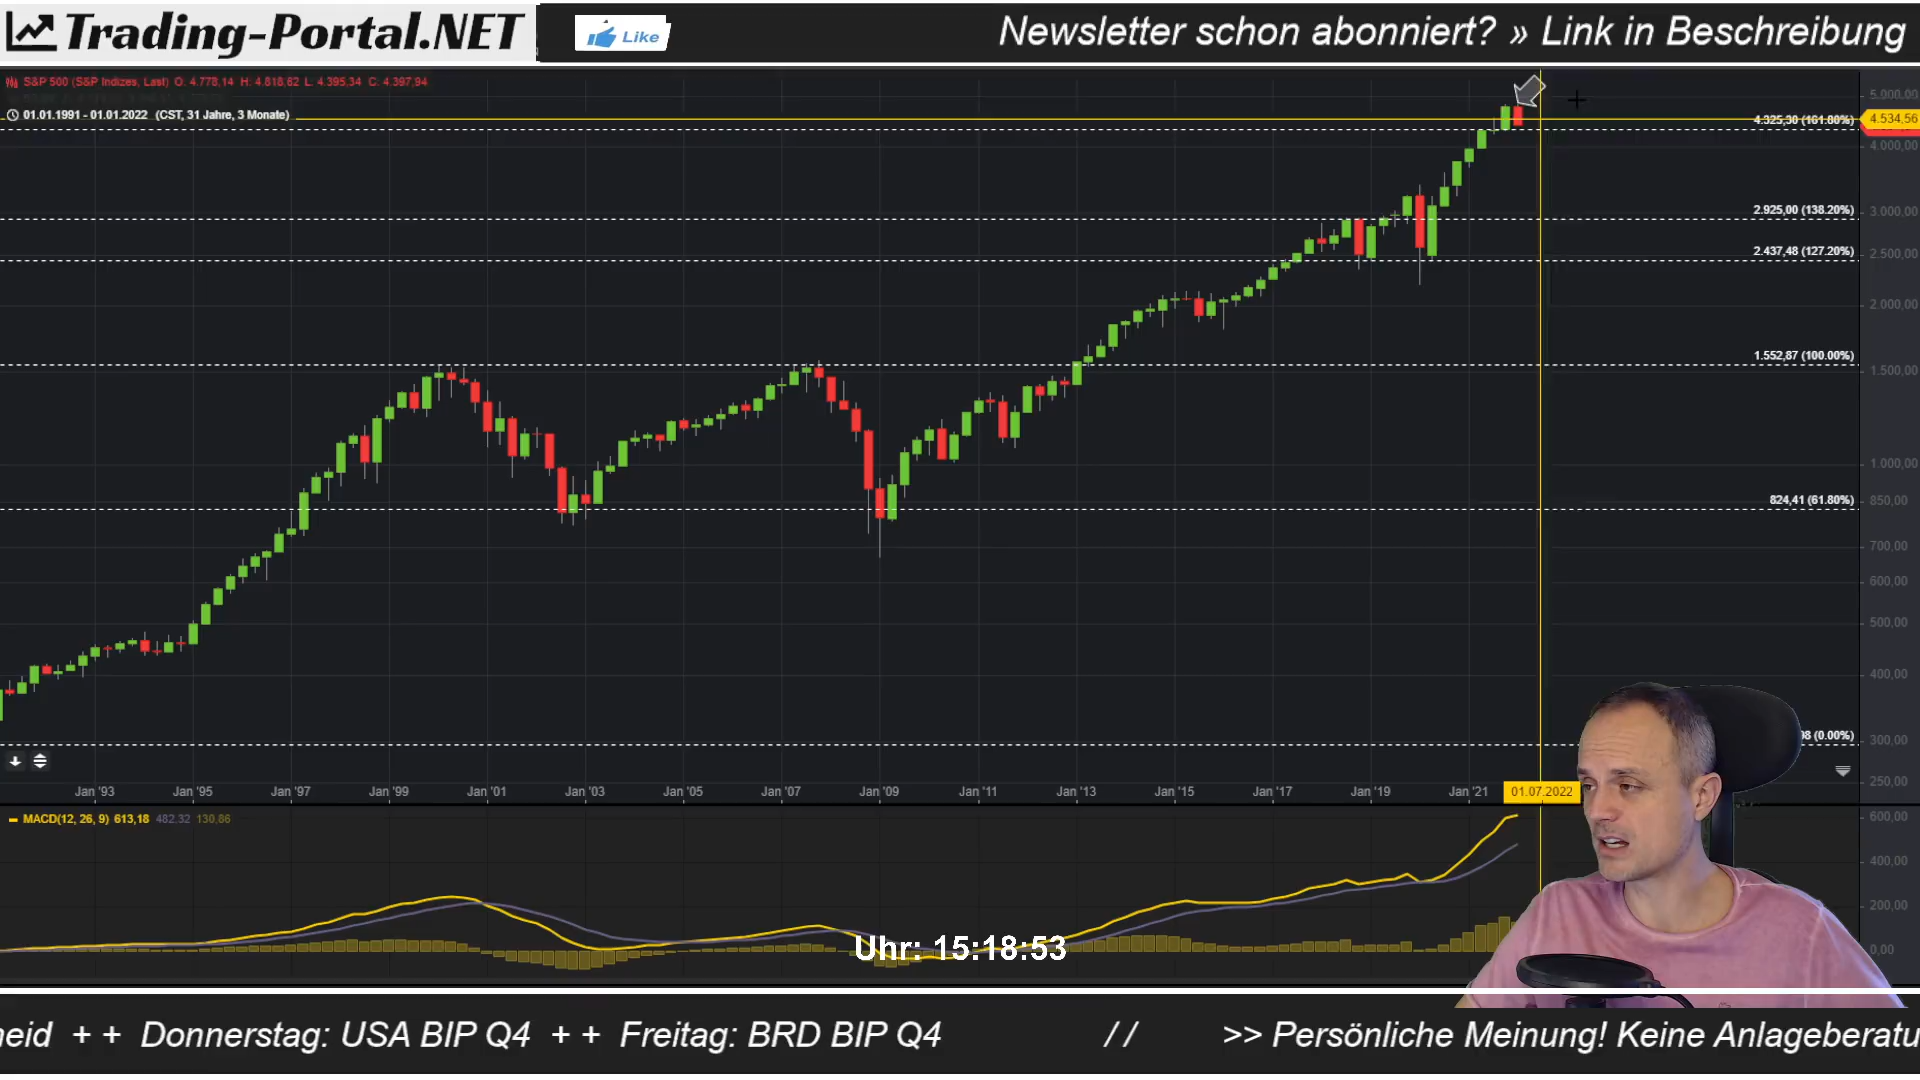 Trading-Portal.NET
Like
Newsletter schon abonniert? » Link in Beschreibung
S&P 500 (S&P Indizes, Last) O: 4.778,14 H: 4.818,62 L: 4.395,34 C: 4.397,94
01.01.1991 - 01.01.2022 (CST, 31 Jahre, 3 Monate)
5.000,00
4.325,30 (161.80%)
4.534,56
4.000,00
2.925,00 (138.20%)
3.000,00
2.437,48 (127.20%)
2.500,00
2.000,00
1.552,87 (100.00%)
1.500,00
1.000,00
824,41 (61.80%)
850,00
700,00
600,00
500,00
400,00
8 (0.00%)
300,00
250,00
Jan '93 Jan '95 Jan '97 Jan '99 Jan '01 Jan '03 Jan '05 Jan '07 Jan '09 Jan '11 Jan '13 Jan '15 Jan '17 Jan '19 Jan '21 01.07.2022
MACD(12, 26, 9) 613,18 482,32 130,86
600,00
400,00
200,00
0,00
Uhr: 15:18:53
heid ++ Donnerstag: USA BIP Q4 ++ Freitag: BRD BIP Q4 // >> Persönliche Meinung! Keine Anlageberatu